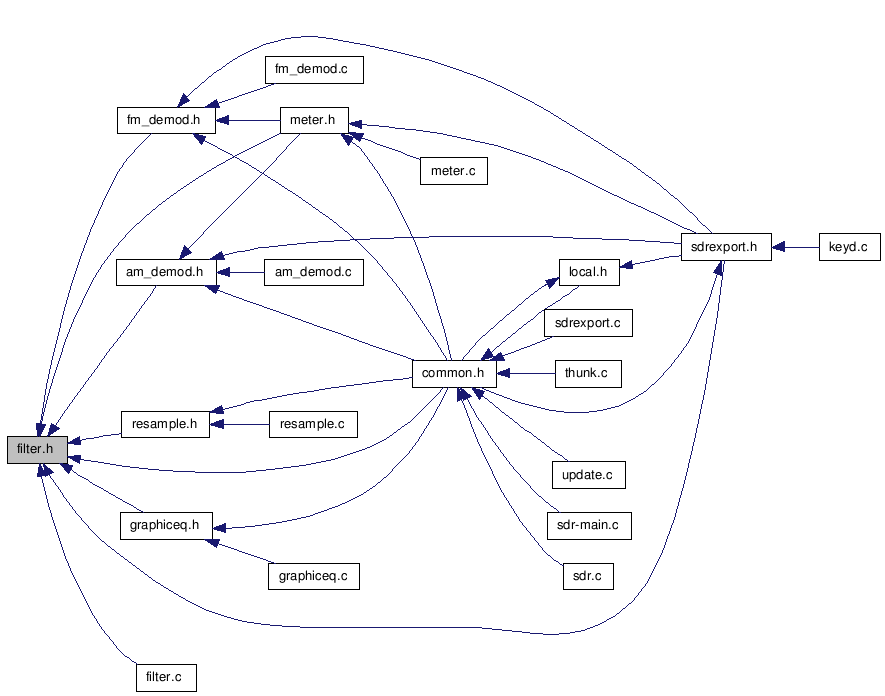 fm_demod.c
fm_demod.h
meter.h
meter.c
sdrexport.h
keyd.c
am_demod.h
am_demod.c
local.h
sdrexport.c
common.h
thunk.c
resample.h
resample.c
filter.h
update.c
graphiceq.h
sdr-main.c
graphiceq.c
sdr.c
filter.c